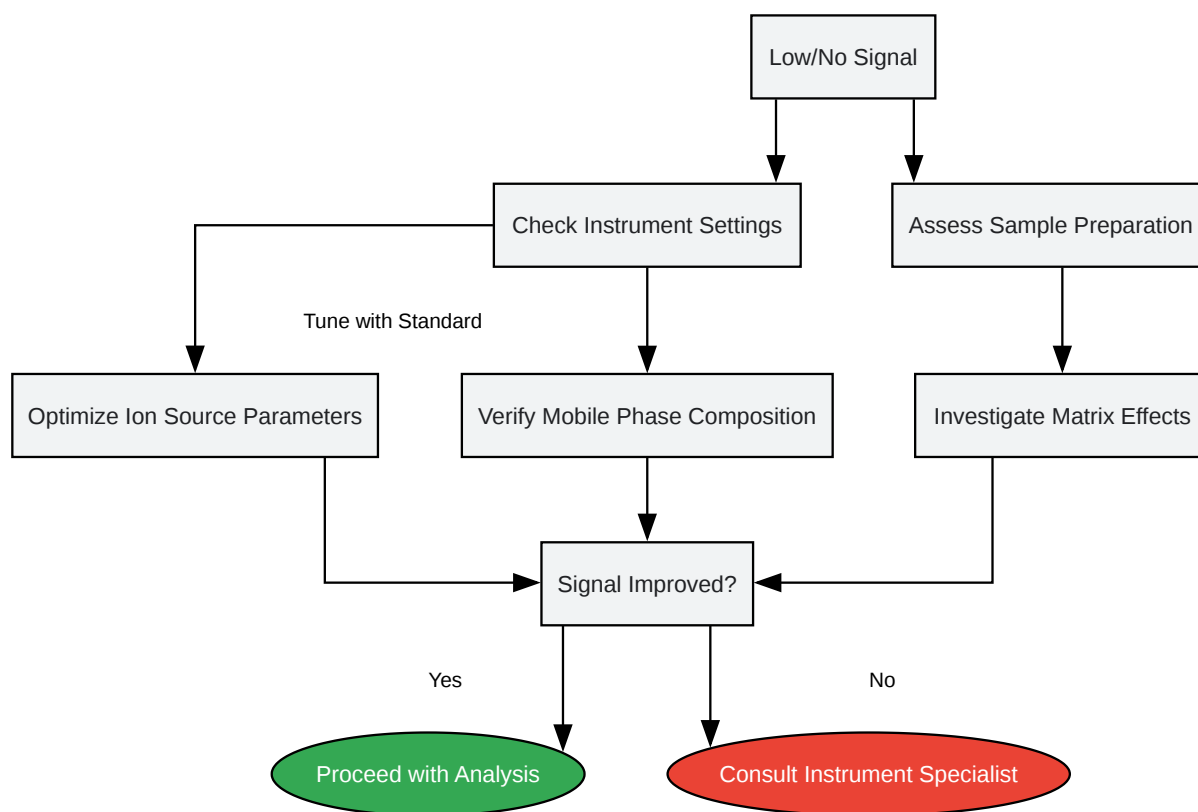 Low/No Signal
Check Instrument Settings
Assess Sample Preparation
Tune with Standard
Optimize Ion Source Parameters
Verify Mobile Phase Composition
Investigate Matrix Effects
Signal Improved?
Yes
No
Proceed with Analysis
Consult Instrument Specialist